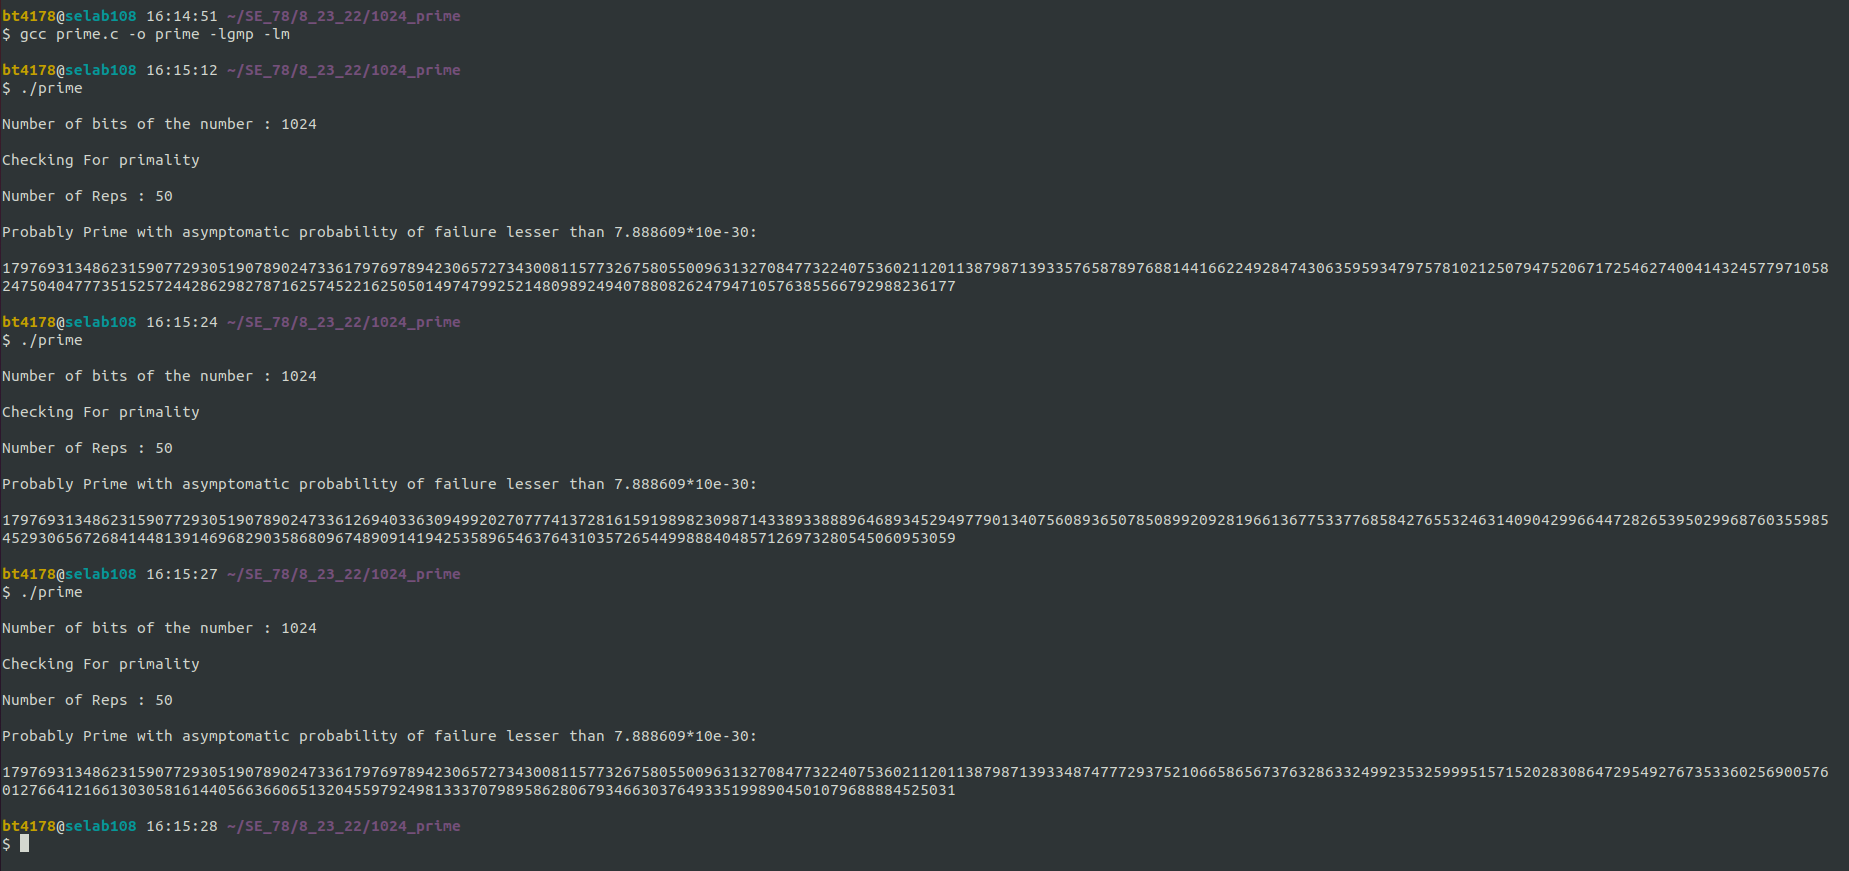 bt4178@selab108 16:14:51 ~/SE_78/8_23_22/1024_prime
$ gcc prime.c -o prime -lgmp -lm
bt4178@selab108 16:15:12 ~/SE_78/8_23_22/1024_prime
$ ./prime
Number of bits of the number : 1024
Checking For primality
Number of Reps : 50
Probably Prime with asymptomatic probability of failure lesser than 7.888609*10e-30:
17976931348623159077293051907890247336179769789423065727343008115773267580550096313270847732240753602112011387987139335765878976881441662249284743063595934797578102125079475206717254627400414324577971058
2475040477735152572442862982787162574522162505014974799252148098924940788082624794710576385566792988236177
bt4178@selab108 16:15:24 ~/SE_78/8_23_22/1024_prime
$ ./prime
Number of bits of the number : 1024
Checking For primality
Number of Reps : 50
Probably Prime with asymptomatic probability of failure lesser than 7.888609*10e-30:
17976931348623159077293051907890247336126940336309499202707774137281615919898230987143389338889646893452949779013407560893650785089920928196613677533776858427655324631409042996644728265395029968760355985
4529306567268414481391469682903586809674890914194253589654637643103572654499888404857126973280545060953059
bt4178@selab108 16:15:27 ~/SE_78/8_23_22/1024_prime
$ ./prime
Number of bits of the number : 1024
Checking For primality
Number of Reps : 50
Probably Prime with asymptomatic probability of failure lesser than 7.888609*10e-30:
17976931348623159077293051907890247336179769789423065727343008115773267580550096313270847732240753602112011387987139334874777293752106658656737632863324992353259995157152028308647295492767353360256900576
0127664121661303058161440566366065132045597924981333707989586280679346630376493351998904501079688884525031
bt4178@selab108 16:15:28 ~/SE_78/8_23_22/1024_prime
$